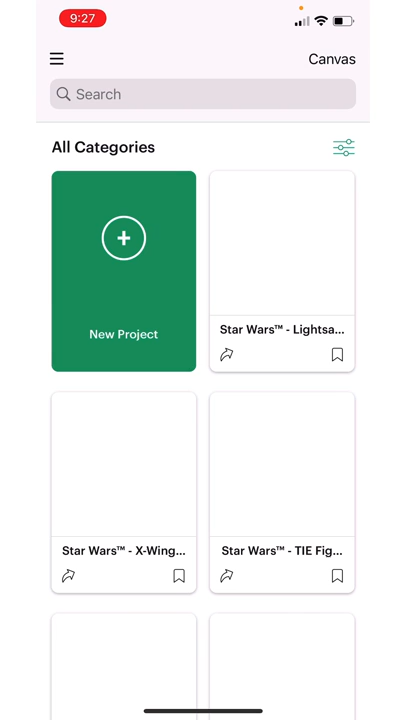 9:27
Canvas
Search
All Categories
New Project
Star Wars™ - Lightsa...
Star Wars™ - X-Wing...
Star Wars™ - TIE Fig...